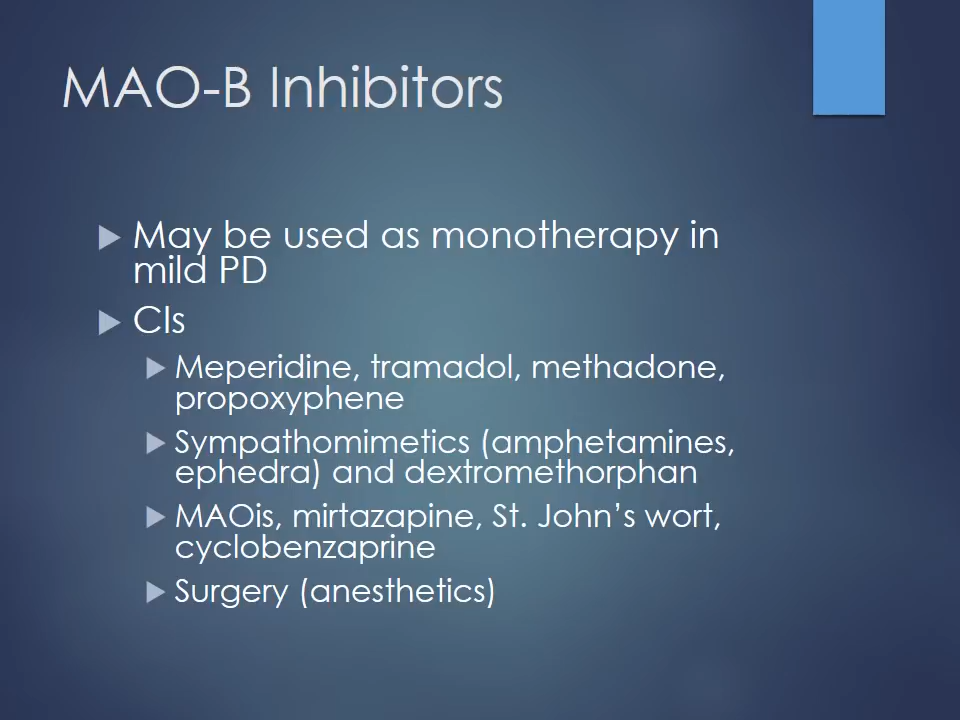 MAO-B Inhibitors
May be used as monotherapy in
mild PD
CIs
Meperidine, tramadol, methadone,
propoxyphene
Sympathomimetics (amphetamines,
ephedra) and dextromethorphan
MAOis, mirtazapine, St. John’s wort,
cyclobenzaprine
Surgery (anesthetics)